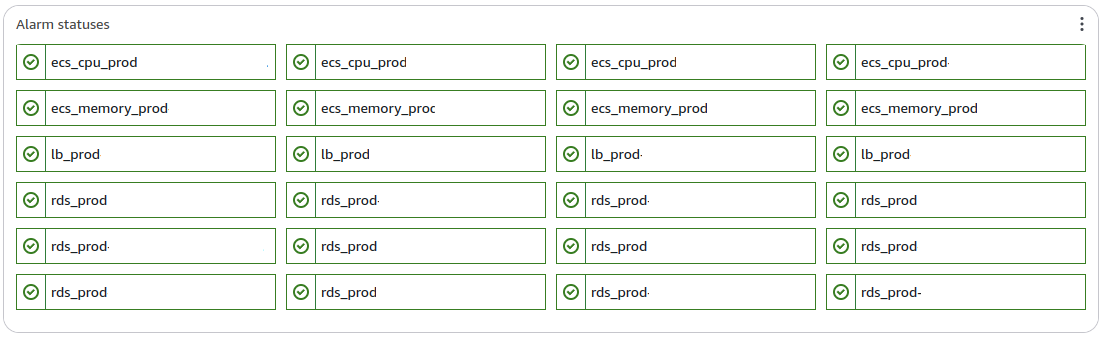 Alarm statuses
ecs_cpu_prod ecs_cpu_prod ecs_cpu_prod ecs_cpu_prod
ecs_memory_prod ecs_memory_proc ecs_memory_prod ecs_memory_prod
lb_prod lb_prod lb_prod lb_prod
rds_prod rds_prod rds_prod rds_prod
rds_prod rds_prod rds_prod rds_prod
rds_prod rds_prod rds_prod rds_prod-